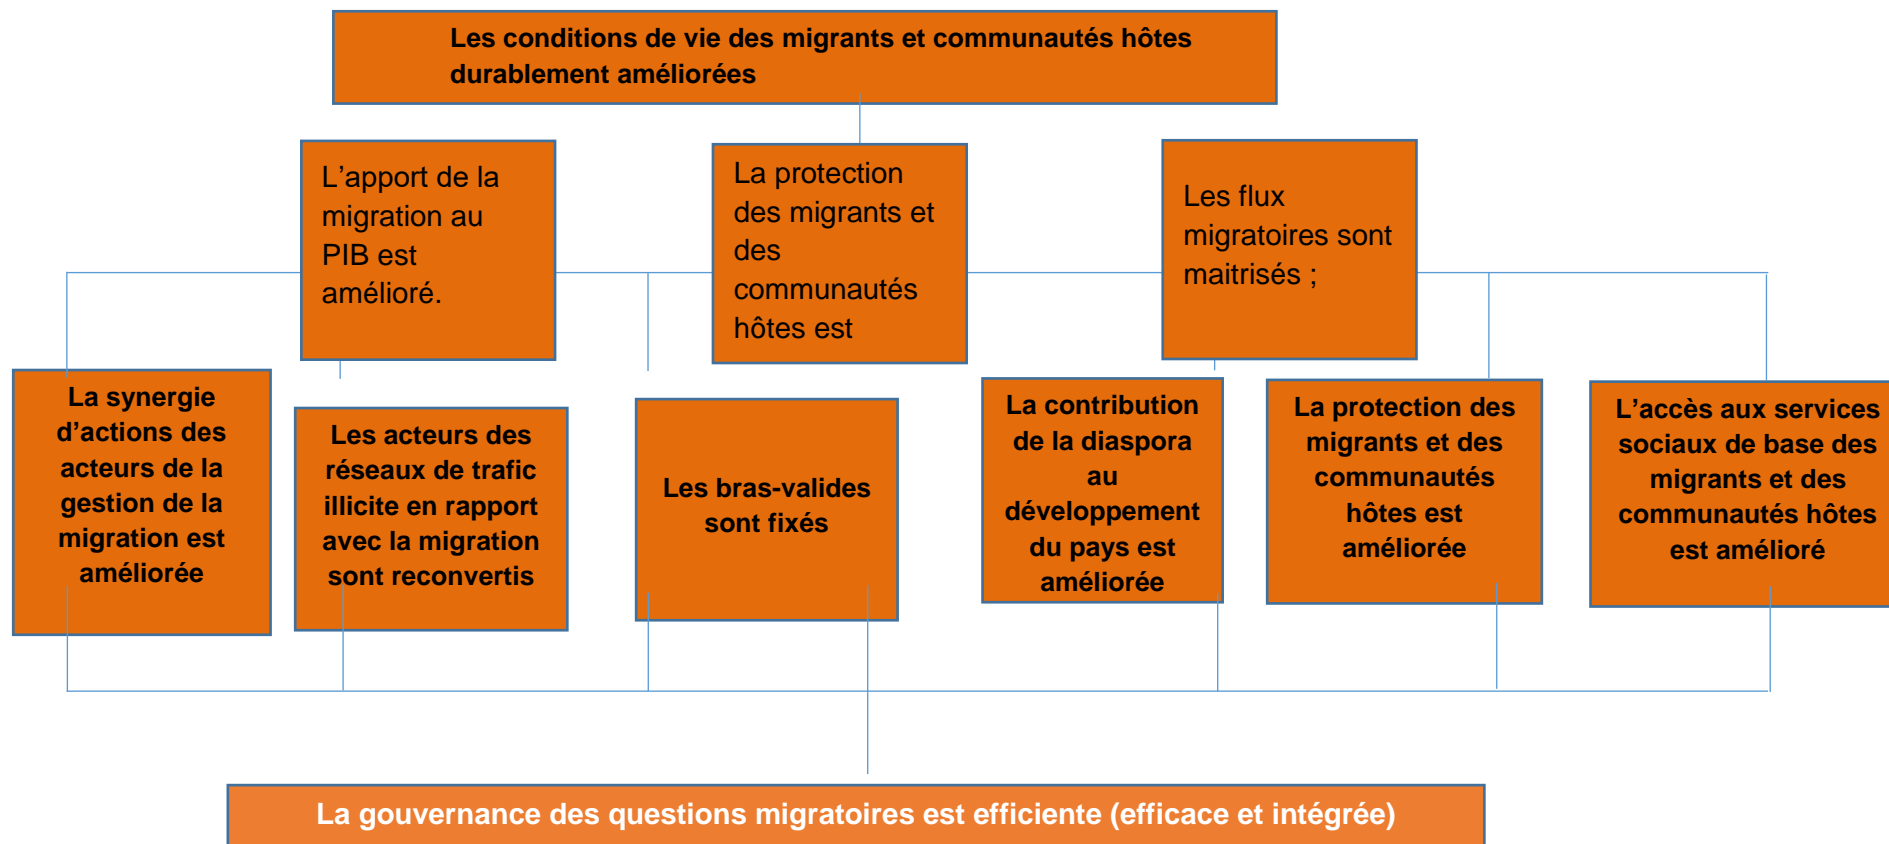 Les conditions de vie des migrants et communautés hôtes
durablement améliorées
L’apport de la
migration au
PIB est
amélioré.
La protection
des migrants et
des
communautés
hôtes est
Les flux
migratoires sont
maitrisés ;
La synergie
d’actions des
acteurs de la
gestion de la
migration est
améliorée
Les acteurs des
réseaux de trafic
illicite en rapport
avec la migration
sont reconvertis
Les bras-valides
sont fixés
La contribution
de la diaspora
au
développement
du pays est
améliorée
La protection des
migrants et des
communautés
hôtes est
améliorée
L’accès aux services
sociaux de base des
migrants et des
communautés hôtes
est amélioré
La gouvernance des questions migratoires est efficiente (efficace et intégrée)